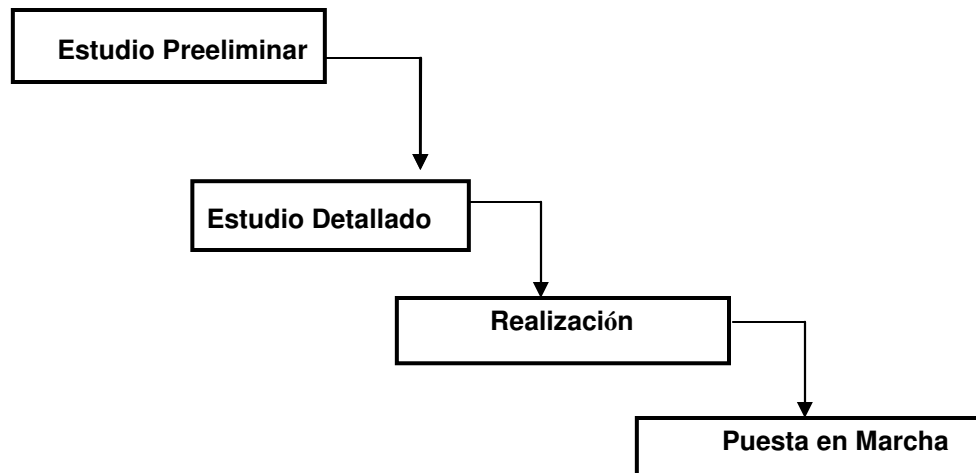 Estudio Preeliminar
Estudio Detallado
Realización
Puesta en Marcha